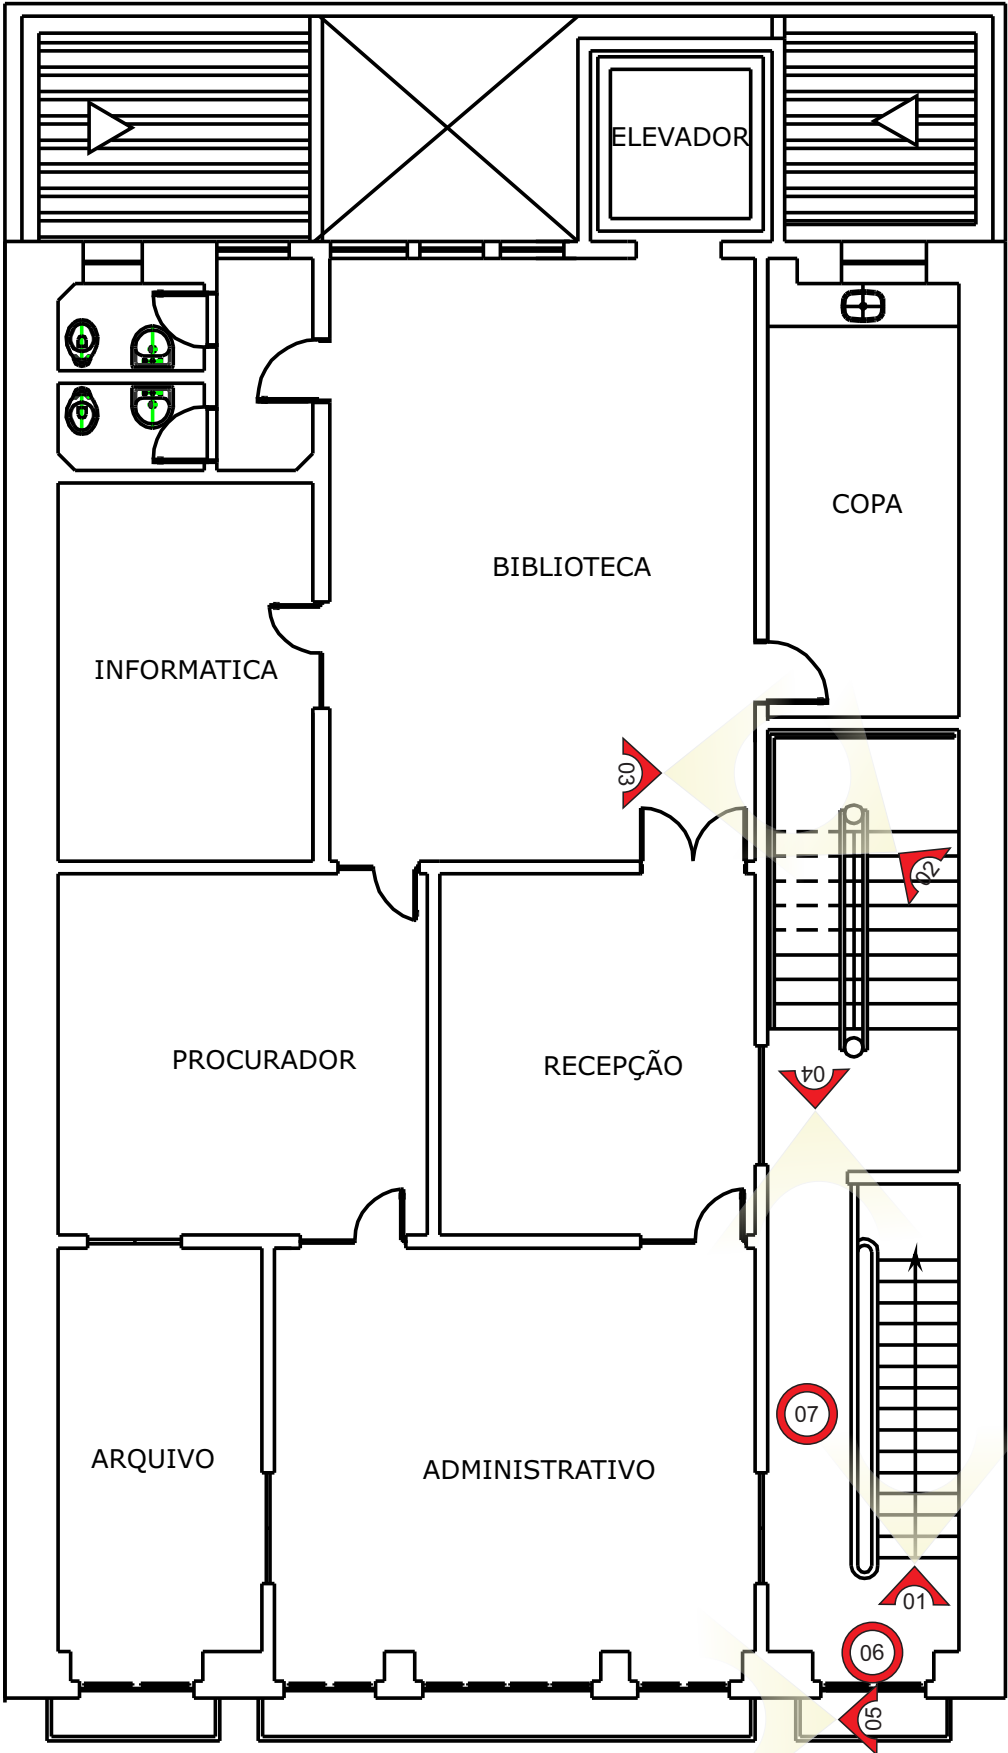 ELEVADOR
COPA
BIBLIOTECA
INFORMATICA
03
02
PROCURADOR
RECEPÇÃO
04
07
ARQUIVO
ADMINISTRATIVO
01
06
05